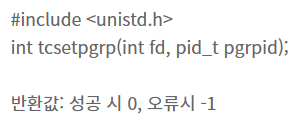 #include <unistd.h>
int tcsetpgrp(int fd, pid_t pgrpid);
반환값: 성공 시 0, 오류시 -1